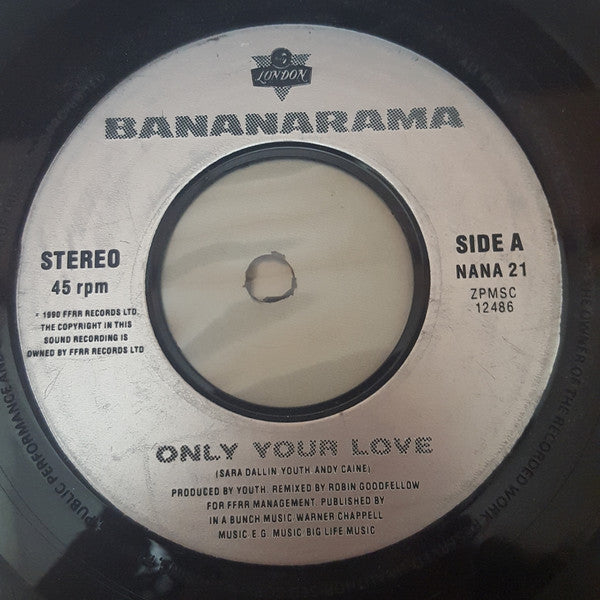 LONDON
BANANARAMA
STEREO
45 rpm
SIDE A
NANA 21
ZPMSC
12486
℗ 1990 FFRR RECORDS LTD.
THE COPYRIGHT IN THIS
SOUND RECORDING IS
OWNED BY FFRR RECORDS LTD
ONLY YOUR LOVE
(SARA DALLIN YOUTH ANDY CAINE)
PRODUCED BY YOUTH. REMIXED BY ROBIN GOODFELLOW
FOR FFRR MANAGEMENT. PUBLISHED BY
IN A BUNCH MUSIC/WARNER CHAPPELL
MUSIC/E.G. MUSIC/BIG LIFE MUSIC
PUBLIC PERFORMANCE AND
OWNER OF THE RECORDED WORK